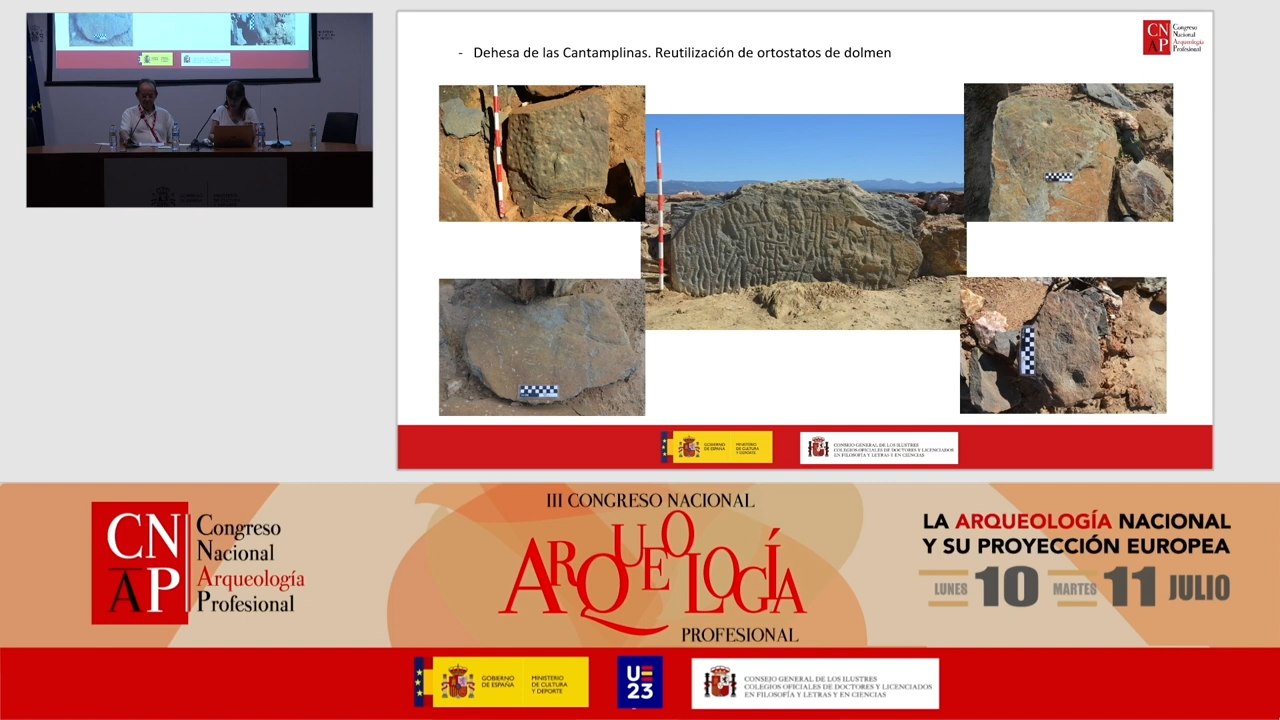 - Dehesa de las Cantamplinas. Reutilización de ortostatos de dolmen
CN
AP
Congreso
Nacional
Arqueología
Profesional
GOBIERNO
DE ESPAÑA
MINISTERIO
DE CULTURA
Y DEPORTE
CONSEJO GENERAL DE LOS ILUSTRES
COLEGIOS OFICIALES DE DOCTORES Y LICENCIADOS
EN FILOSOFÍA Y LETRAS Y EN CIENCIAS
CN
AP
Congreso
Nacional
Arqueología
Profesional
III CONGRESO NACIONAL
ARQUEOLOGÍA
PROFESIONAL
LA ARQUEOLOGÍA NACIONAL
Y SU PROYECCIÓN EUROPEA
LUNES 10 MARTES 11 JULIO
GOBIERNO
DE ESPAÑA
MINISTERIO
DE CULTURA
Y DEPORTE
UE
23
CONSEJO GENERAL DE LOS ILUSTRES
COLEGIOS OFICIALES DE DOCTORES Y LICENCIADOS
EN FILOSOFÍA Y LETRAS Y EN CIENCIAS